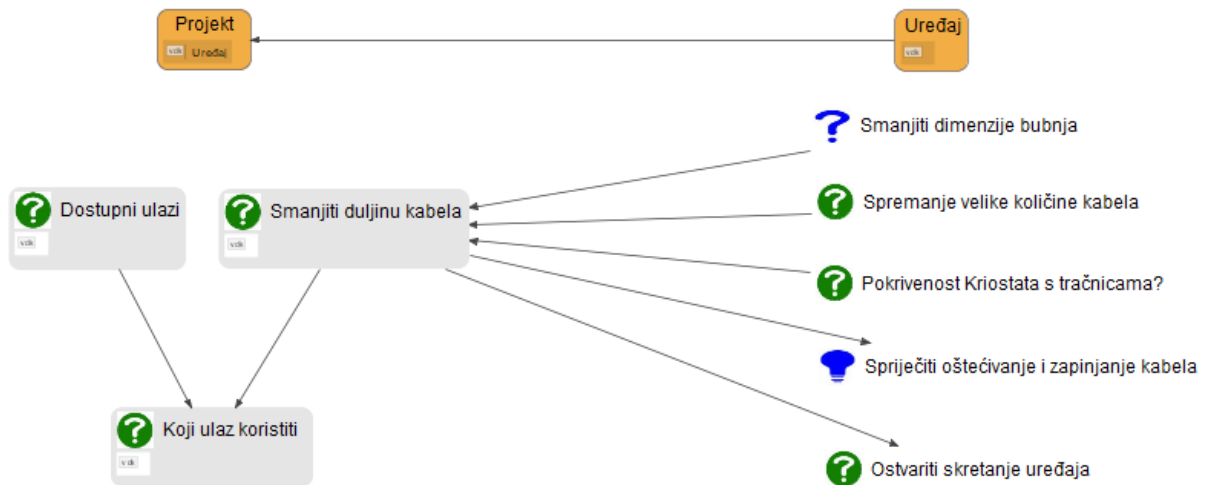 Projekt
vdk Uređaj
Uređaj
vdk
Smanjiti dimenzije bubnja
Dostupni ulazi
vdk
Smanjiti duljinu kabela
vdk
Spremanje velike količine kabela
Pokrivenost Kriostata s tračnicama?
Spriječiti oštećivanje i zapinjanje kabela
Koji ulaz koristiti
vdk
Ostvariti skretanje uređaja